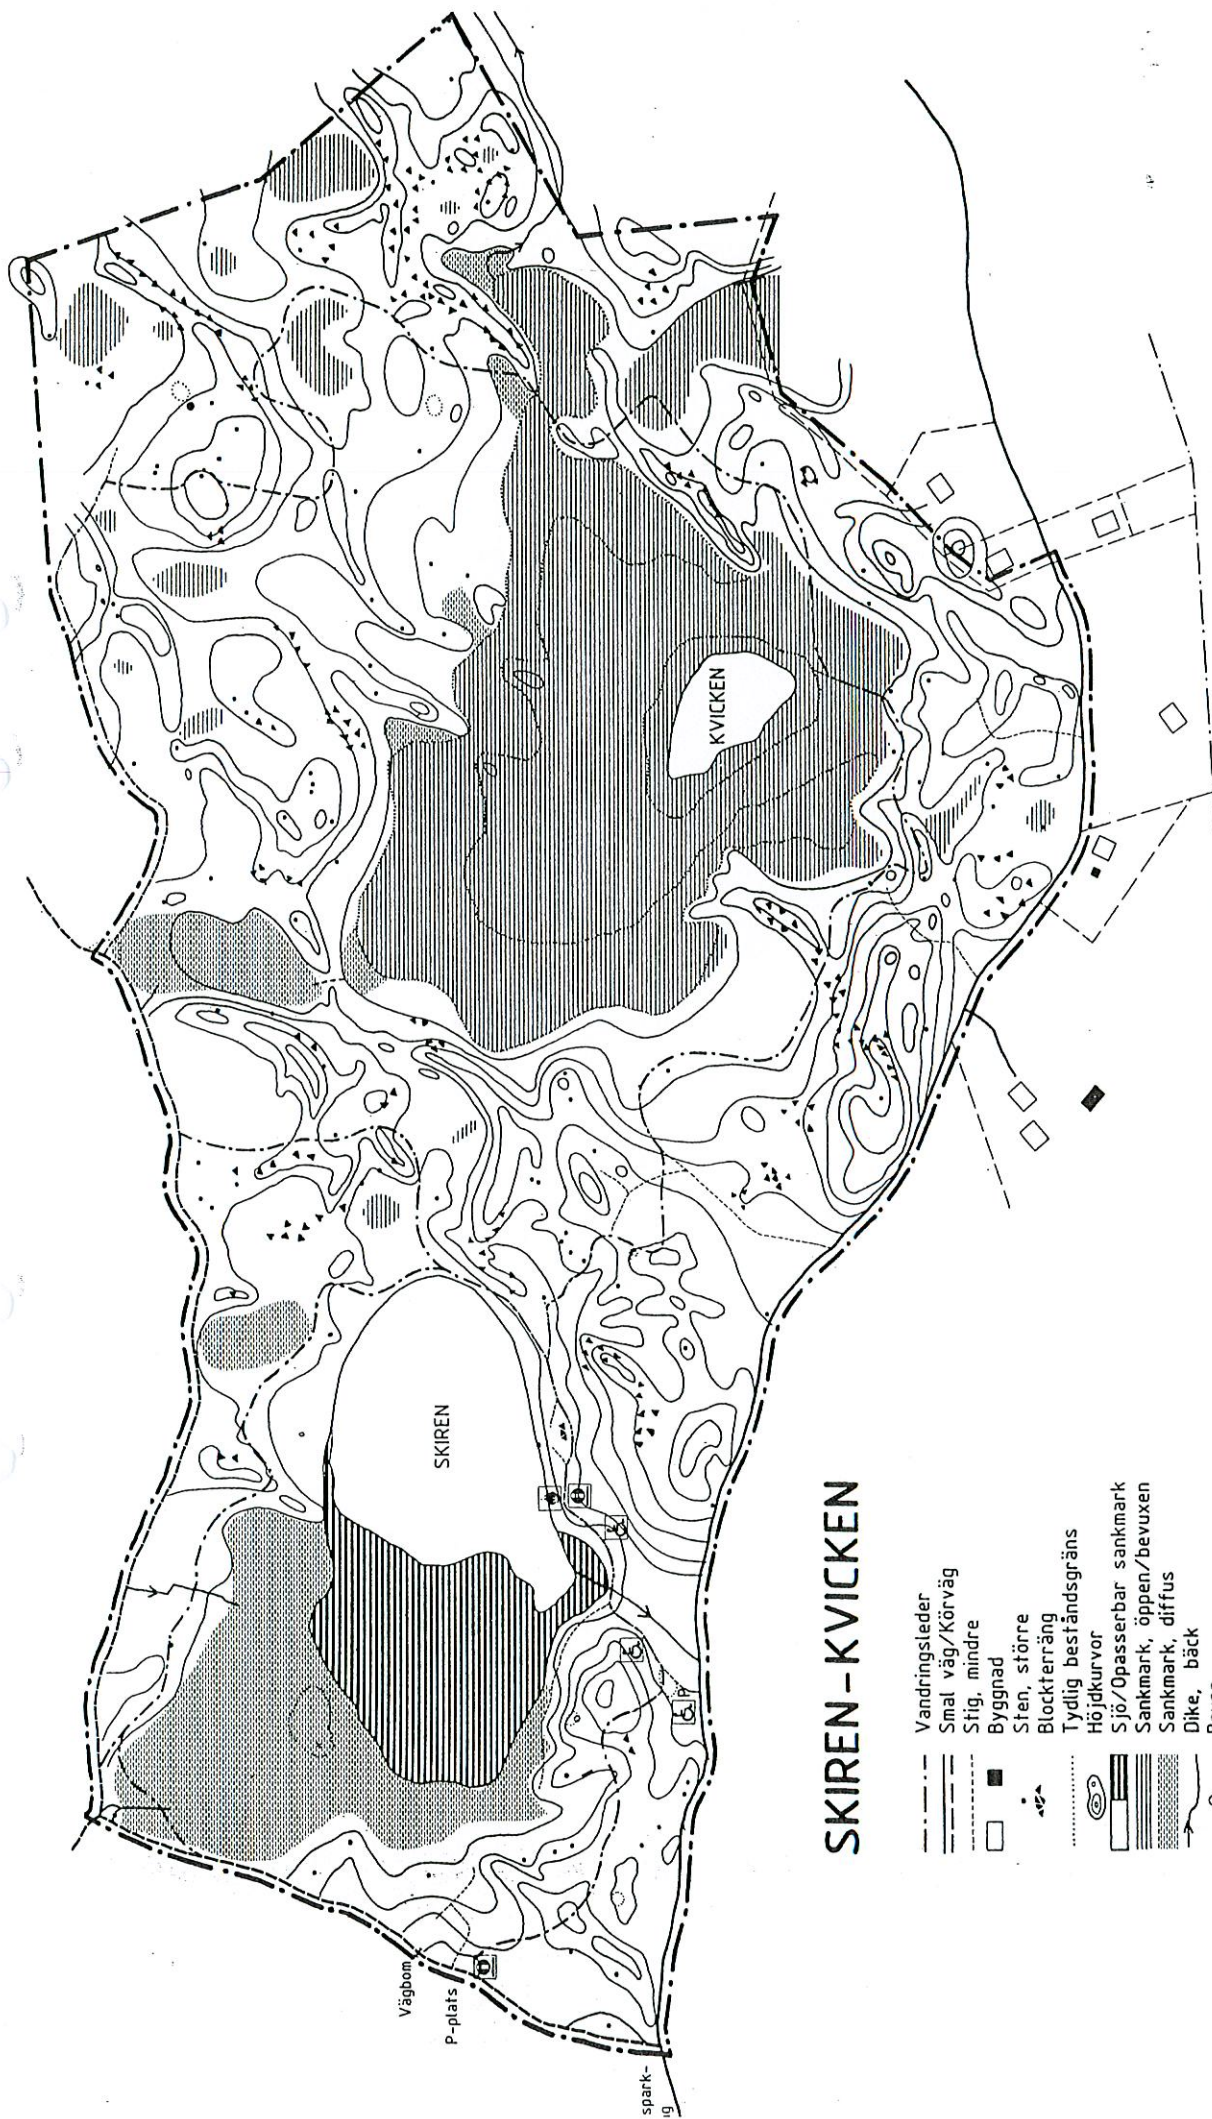 SKIREN-KVICKEN
Vandringsleder
Smal väg/Körväg
Stig, mindre
Byggnad
Sten, större
Blockterräng
Tydlig beståndsgräns
Höjdkurvor
Sjö/Opasserbar sankmark
Sankmark, öppen/bevuxen
Sankmark, diffus
Dike, bäck
SKIREN
KVICKEN
Vägbom
P-plats
spark-
P